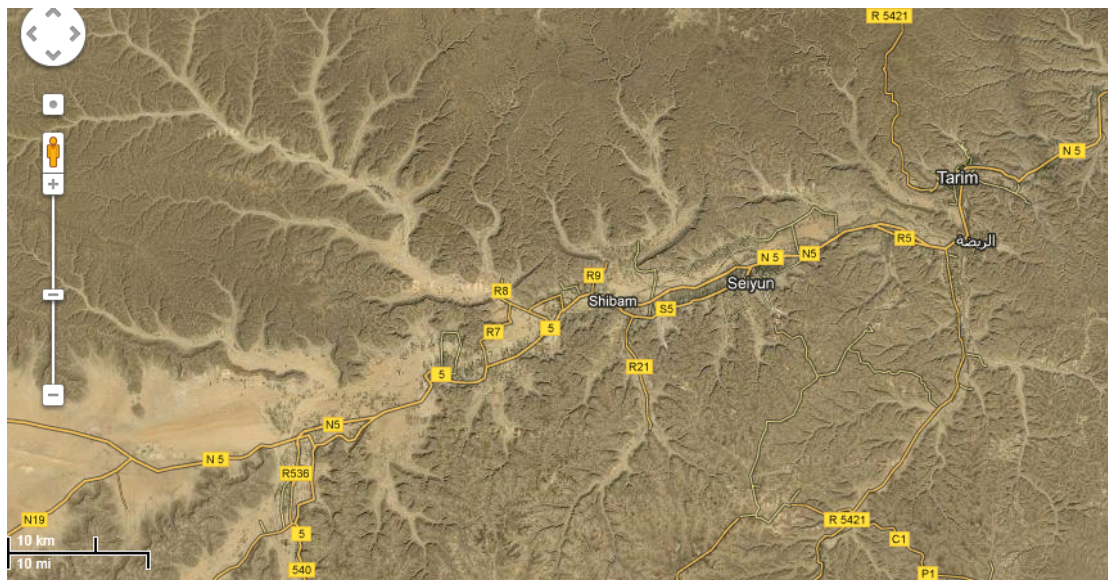 R 5421
N 5
Tarim
R5
الريضة
N 5
N5
R9
Seiyun
R8
Shibam
S5
R7
5
R21
5
N5
N 5
R536
N19
R 5421
5
C1
10 km
10 mi
540
P1